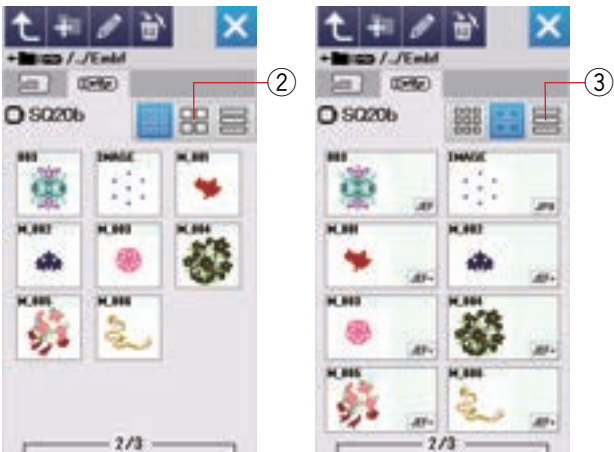 /../Embf
SQ20b
003 IMAGE M_001
M_002 M_003 M_004
M_005 M_006
2/3
②
/../Embf
SQ20b
003 IMAGE
M_001 M_002
M_003 M_004
M_005 M_006
2/3
③